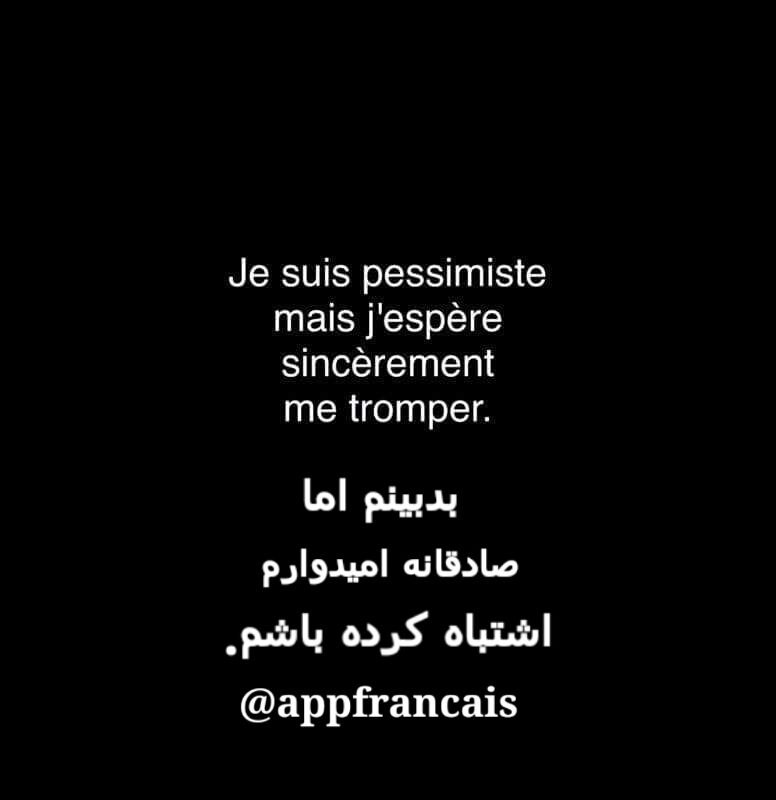 Je suis pessimiste
mais j'espère
sincèrement
me tromper.
بدبینم اما
صادقانه امیدوارم
اشتباه کرده باشم.
@appfrancais